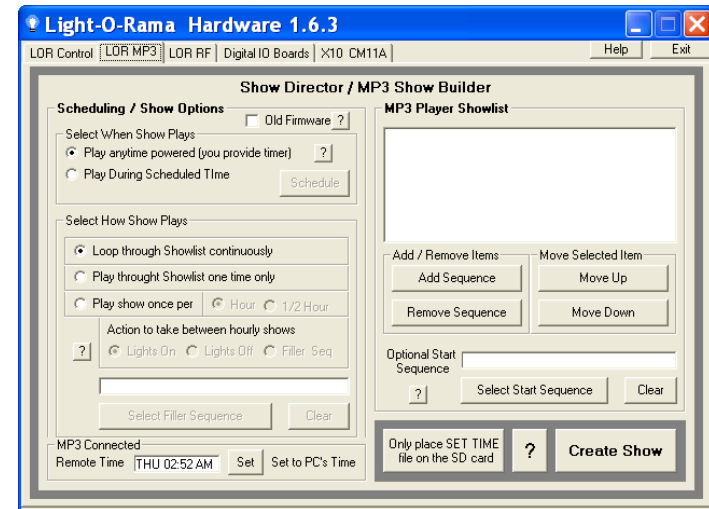 Light-O-Rama Hardware 1.6.3
LOR Control LOR MP3 LOR RF Digital IO Boards X10 CM11A Help Exit
Show Director / MP3 Show Builder
Scheduling / Show Options
Old Firmware ?
Select When Show Plays
Play anytime powered (you provide timer) ?
Play During Scheduled TIme
Schedule
Select How Show Plays
Loop through Showlist continuously
Play throught Showlist one time only
Play show once per Hour 1/2 Hour
Action to take between hourly shows
? Lights On Lights Off Filler Seq
Select Filler Sequence Clear
MP3 Connected
Remote Time THU 02:52 AM Set Set to PC's Time
MP3 Player Showlist
Add / Remove Items Move Selected Item
Add Sequence Move Up
Remove Sequence Move Down
Optional Start
Sequence
? Select Start Sequence Clear
Only place SET TIME
file on the SD card
? Create Show